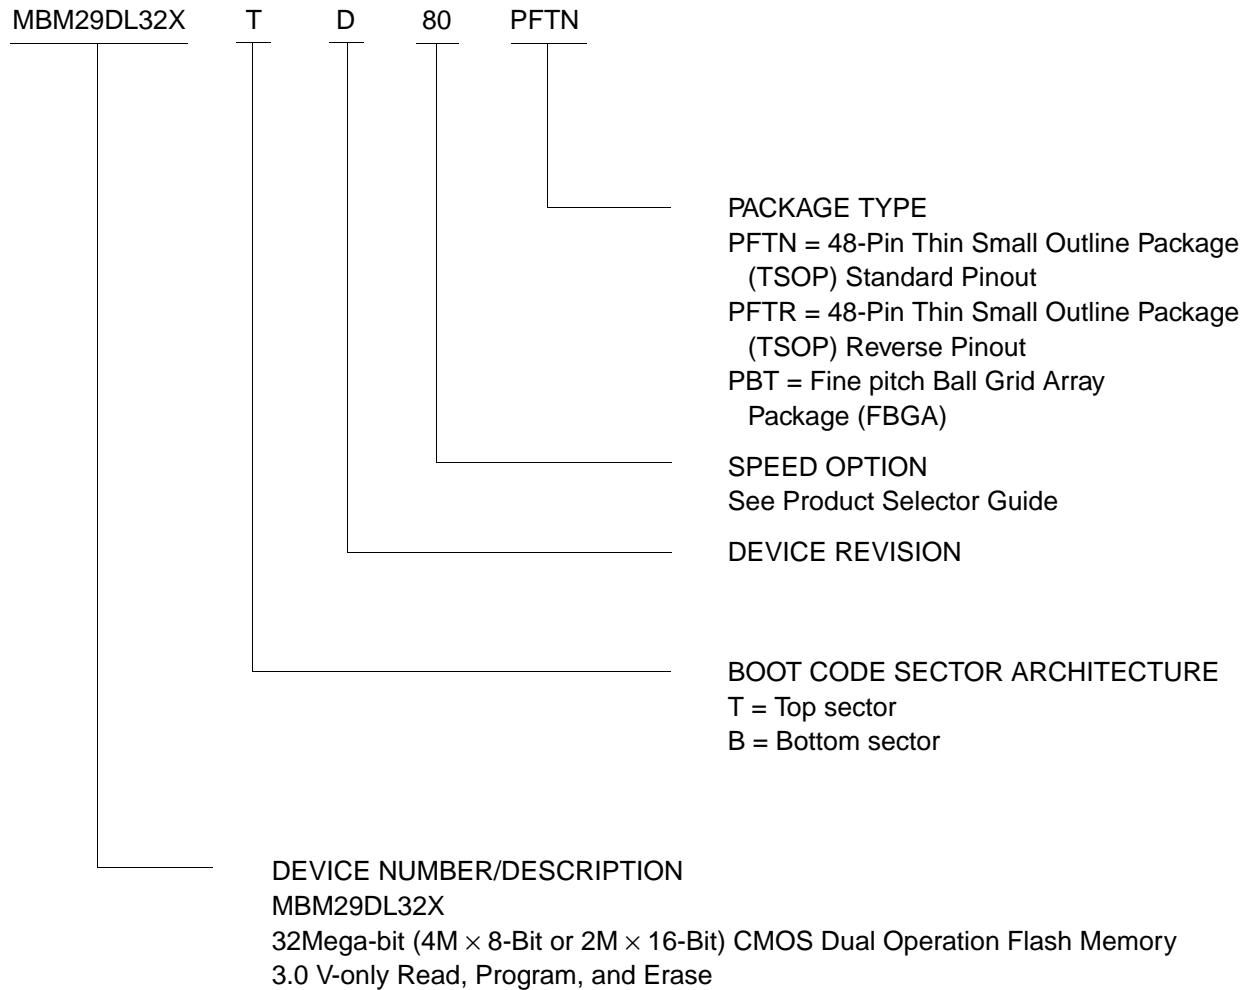 MBM29DL32X T D 80 PFTN
PACKAGE TYPE
PFTN = 48-Pin Thin Small Outline Package
(TSOP) Standard Pinout
PFTR = 48-Pin Thin Small Outline Package
(TSOP) Reverse Pinout
PBT = Fine pitch Ball Grid Array
Package (FBGA)
SPEED OPTION
See Product Selector Guide
DEVICE REVISION
BOOT CODE SECTOR ARCHITECTURE
T = Top sector
B = Bottom sector
DEVICE NUMBER/DESCRIPTION
MBM29DL32X
32Mega-bit (4M × 8-Bit or 2M × 16-Bit) CMOS Dual Operation Flash Memory
3.0 V-only Read, Program, and Erase